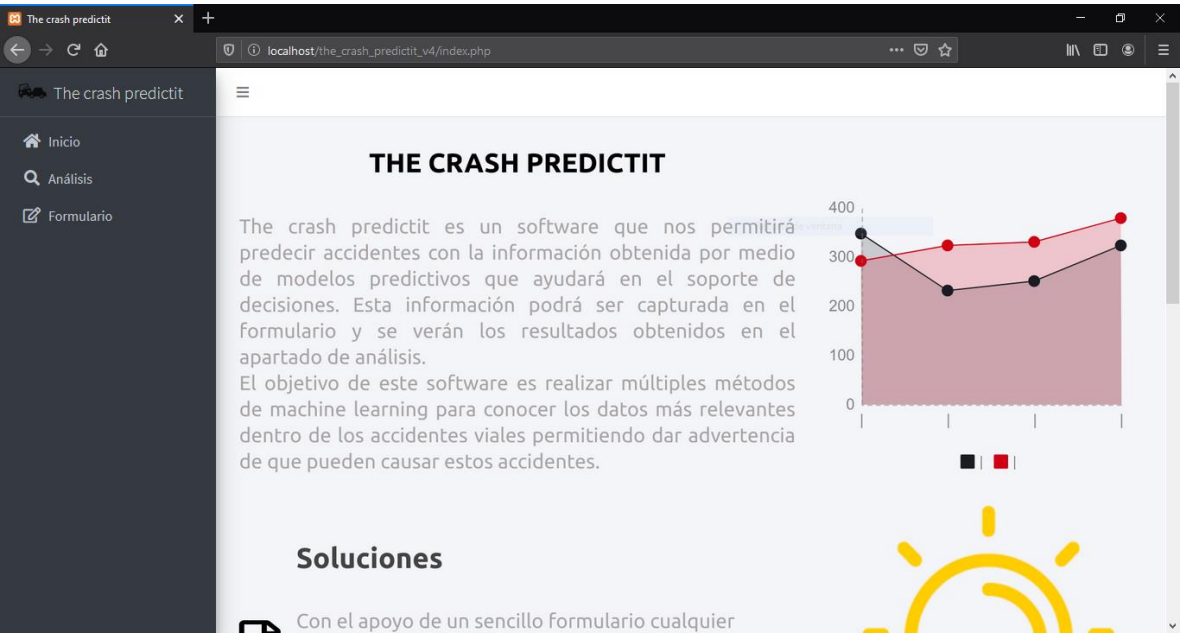 The crash predictit
localhost/the_crash_predictit_v4/index.php
The crash predictit
Inicio
Análisis
Formulario
THE CRASH PREDICTIT
The crash predictit es un software que nos permitirá
predecir accidentes con la información obtenida por medio
de modelos predictivos que ayudará en el soporte de
decisiones. Esta información podrá ser capturada en el
formulario y se verán los resultados obtenidos en el
apartado de análisis.
El objetivo de este software es realizar múltiples métodos
de machine learning para conocer los datos más relevantes
dentro de los accidentes viales permitiendo dar advertencia
de que pueden causar estos accidentes.
400
300
200
100
0
Soluciones
Con el apoyo de un sencillo formulario cualquier